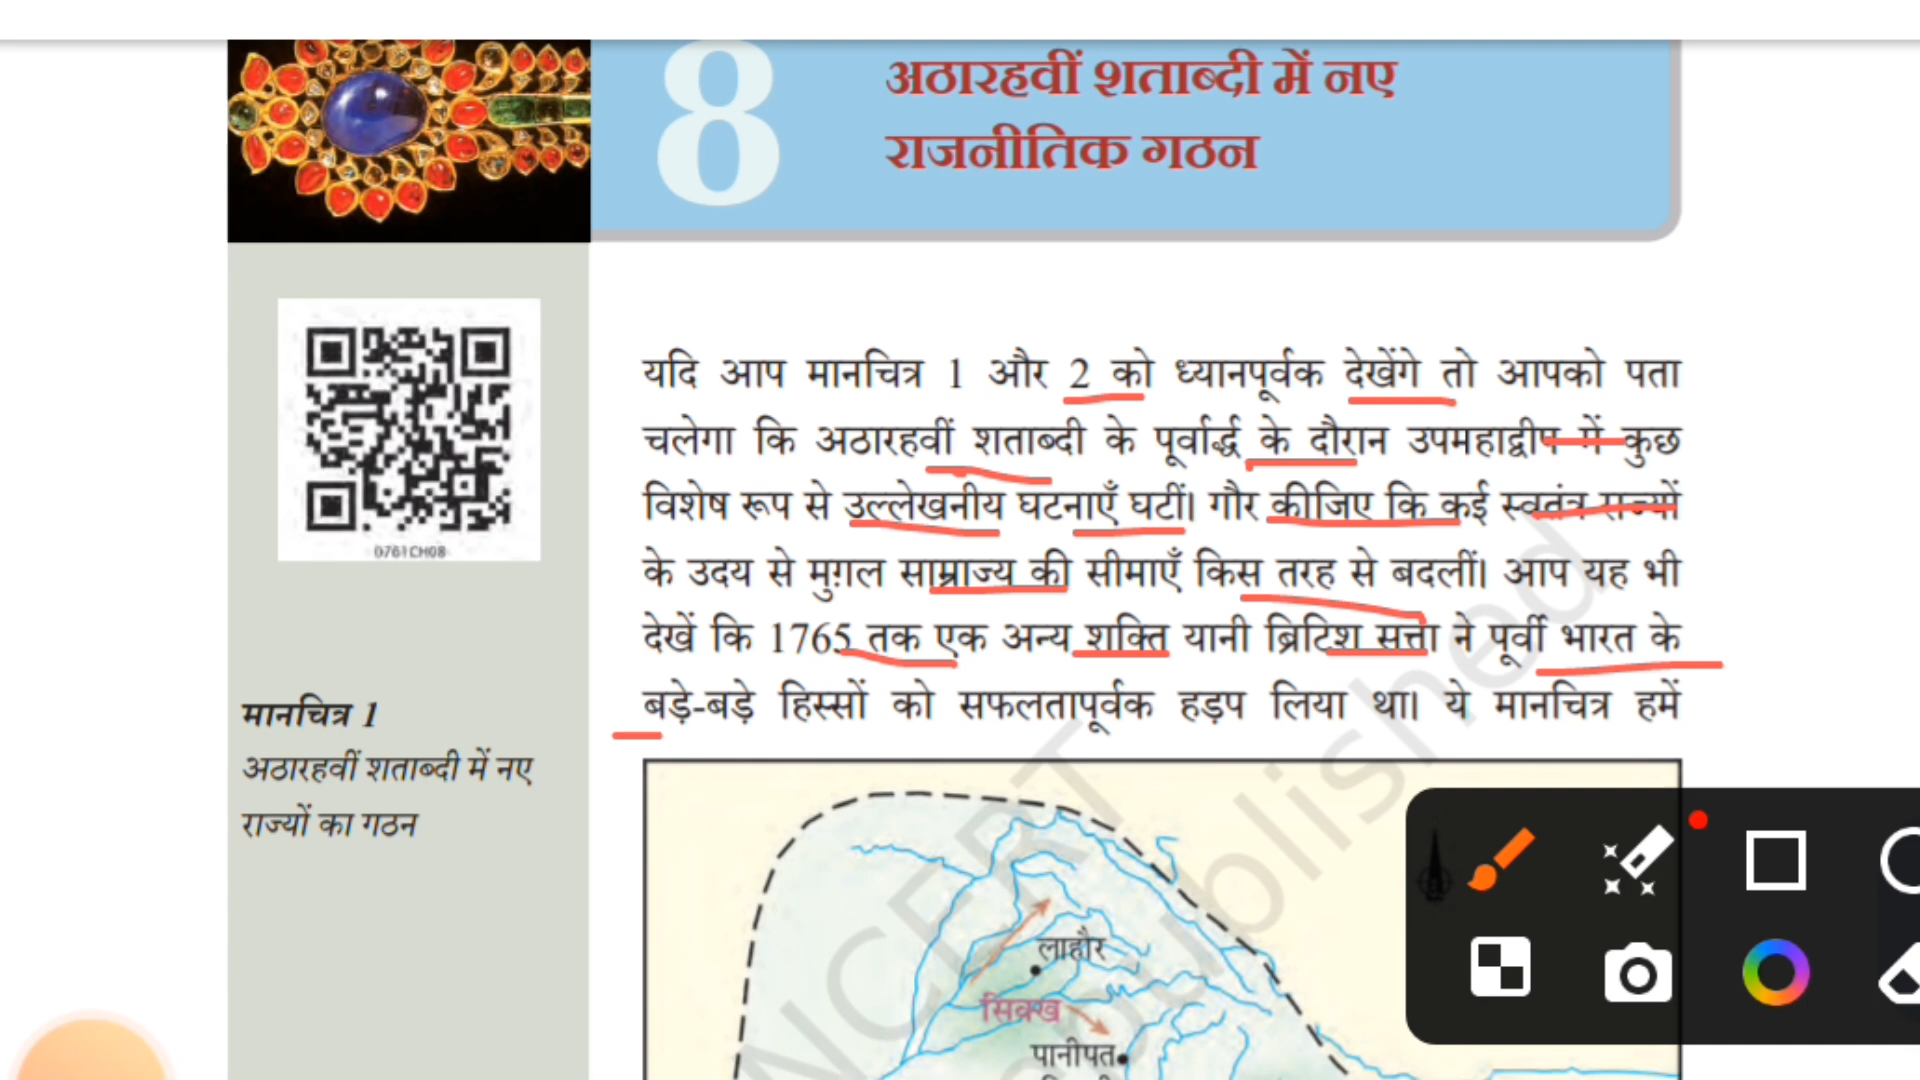 8
अठारहवीं शताब्दी में नए
राजनीतिक गठन
0761CH08
यदि आप मानचित्र 1 और 2 को ध्यानपूर्वक देखेंगे तो आपको पता
चलेगा कि अठारहवीं शताब्दी के पूर्वार्द्ध के दौरान उपमहाद्वीप में कुछ
विशेष रूप से उल्लेखनीय घटनाएँ घटीं। गौर कीजिए कि कई स्वतंत्र राज्यों
के उदय से मुग़ल साम्राज्य की सीमाएँ किस तरह से बदलीं। आप यह भी
देखें कि 1765 तक एक अन्य शक्ति यानी ब्रिटिश सत्ता ने पूर्वी भारत के
बड़े-बड़े हिस्सों को सफलतापूर्वक हड़प लिया था। ये मानचित्र हमें
मानचित्र 1
अठारहवीं शताब्दी में नए
राज्यों का गठन
लाहौर
सिक्ख
पानीपत
NCERT